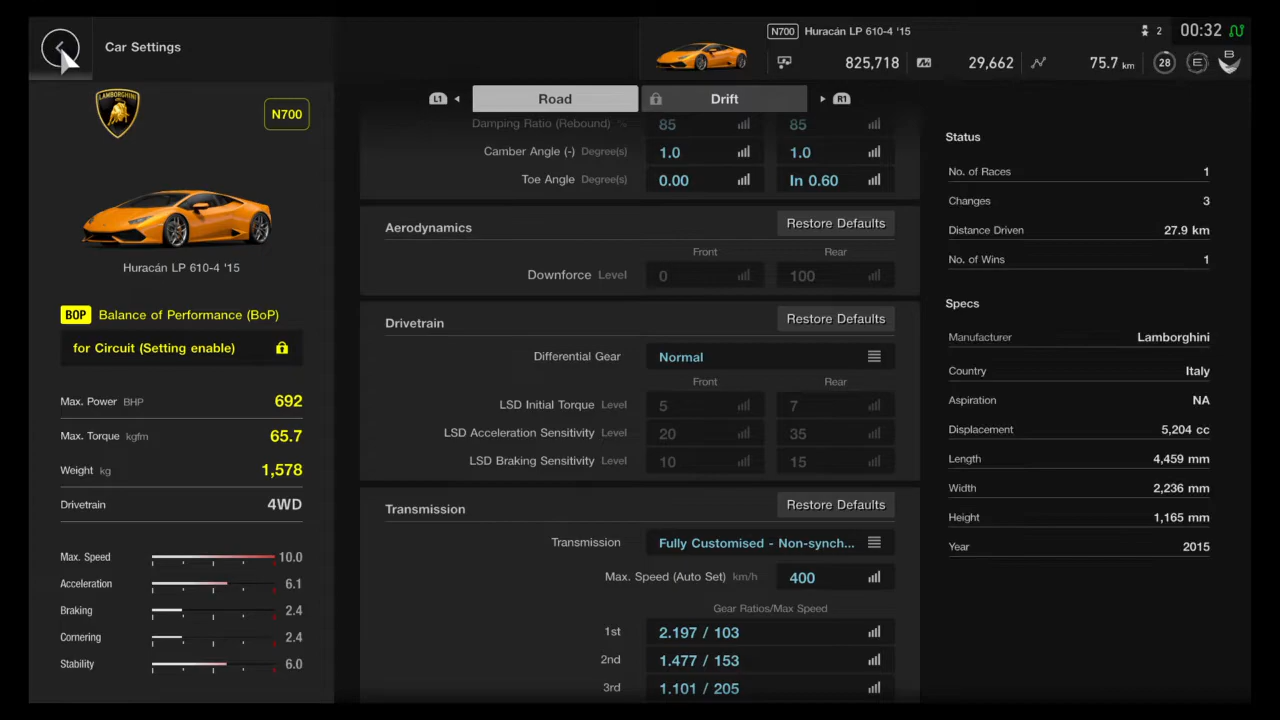 Car Settings
N700 Huracán LP 610-4 '15
2 00:32
825,718 29,662 75.7 km 28 E B
LAMBORGHINI
N700
Huracán LP 610-4 '15
BOP Balance of Performance (BoP)
for Circuit (Setting enable)
Max. Power BHP 692
Max. Torque kgfm 65.7
Weight kg 1,578
Drivetrain 4WD
Max. Speed 10.0
Acceleration 6.1
Braking 2.4
Cornering 2.4
Stability 6.0
L1 Road Drift R1
Damping Ratio (Rebound) % 85 85
Camber Angle (-) Degree(s) 1.0 1.0
Toe Angle Degree(s) 0.00 In 0.60
Aerodynamics Restore Defaults
Front Rear
Downforce Level 0 100
Drivetrain Restore Defaults
Differential Gear Normal
Front Rear
LSD Initial Torque Level 5 7
LSD Acceleration Sensitivity Level 20 35
LSD Braking Sensitivity Level 10 15
Transmission Restore Defaults
Transmission Fully Customised - Non-synch...
Max. Speed (Auto Set) km/h 400
Gear Ratios/Max Speed
1st 2.197 / 103
2nd 1.477 / 153
3rd 1.101 / 205
Status
No. of Races 1
Changes 3
Distance Driven 27.9 km
No. of Wins 1
Specs
Manufacturer Lamborghini
Country Italy
Aspiration NA
Displacement 5,204 cc
Length 4,459 mm
Width 2,236 mm
Height 1,165 mm
Year 2015